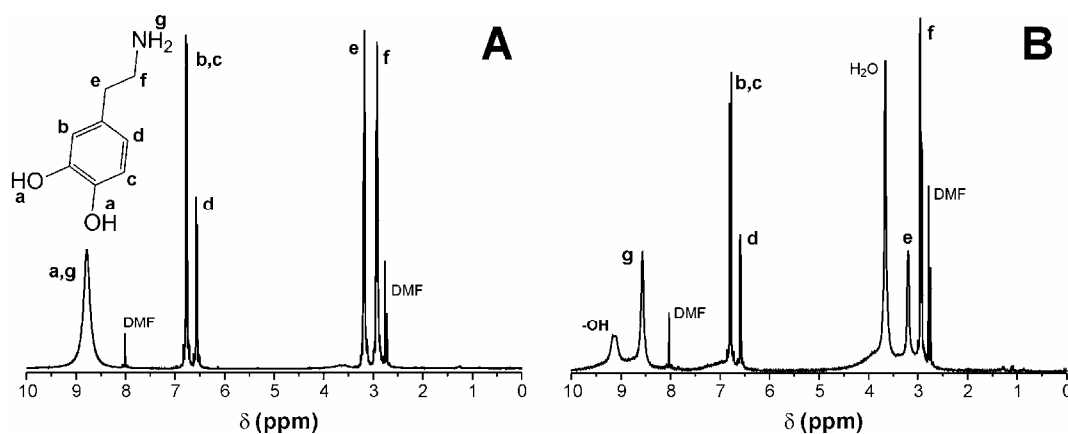 A
g
NH2
e
f
b
d
HO
a
c
a
OH
b,c
d
e
f
a,g
DMF
DMF
10 9 8 7 6 5 4 3 2 1 0
δ (ppm)
B
f
H2O
b,c
DMF
g
d
e
-OH
DMF
10 9 8 7 6 5 4 3 2 1 0
δ (ppm)